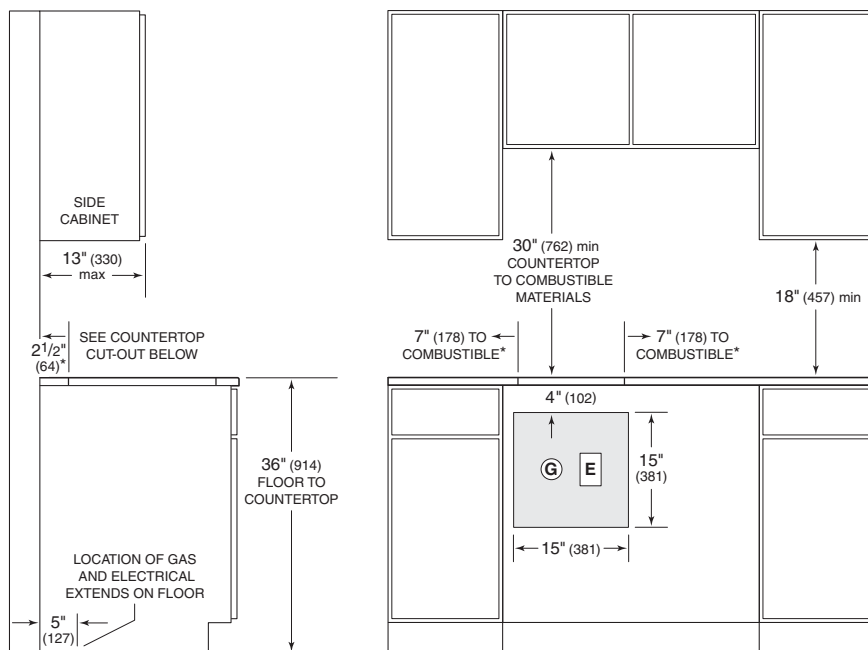 SIDE
CABINET
13" (330)
max
2 1/2"
(64)*
SEE COUNTERTOP
CUT-OUT BELOW
36" (914)
FLOOR TO
COUNTERTOP
LOCATION OF GAS
AND ELECTRICAL
EXTENDS ON FLOOR
5"
(127)
30" (762) min
COUNTERTOP
TO COMBUSTIBLE
MATERIALS
18" (457) min
7" (178) TO
COMBUSTIBLE*
7" (178) TO
COMBUSTIBLE*
4" (102)
G
E
15"
(381)
15" (381)